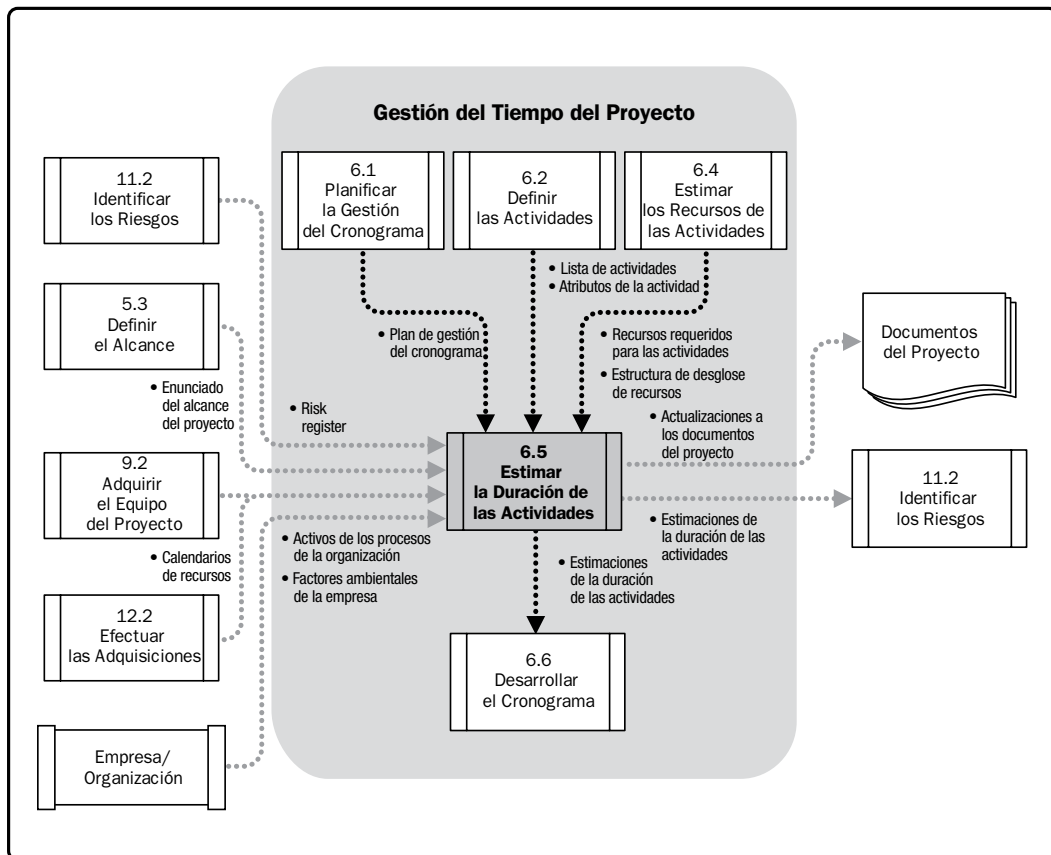 Gestión del Tiempo del Proyecto
11.2
Identificar
los Riesgos
6.1
Planificar
la Gestión
del Cronograma
6.2
Definir
las Actividades
6.4
Estimar
los Recursos de
las Actividades
• Lista de actividades
• Atributos de la actividad
5.3
Definir
el Alcance
• Plan de gestión
del cronograma
• Recursos requeridos
para las actividades
• Estructura de desglose
de recursos
Documentos
del Proyecto
• Enunciado
del alcance
del proyecto
• Risk
register
• Actualizaciones a
los documentos
del proyecto
9.2
Adquirir
el Equipo
del Proyecto
6.5
Estimar
la Duración de
las Actividades
11.2
Identificar
los Riesgos
• Calendarios
de recursos
• Activos de los procesos
de la organización
• Factores ambientales
de la empresa
• Estimaciones de
la duración de las
actividades
• Estimaciones
de la duración
de las actividades
12.2
Efectuar
las Adquisiciones
6.6
Desarrollar
el Cronograma
Empresa/
Organización